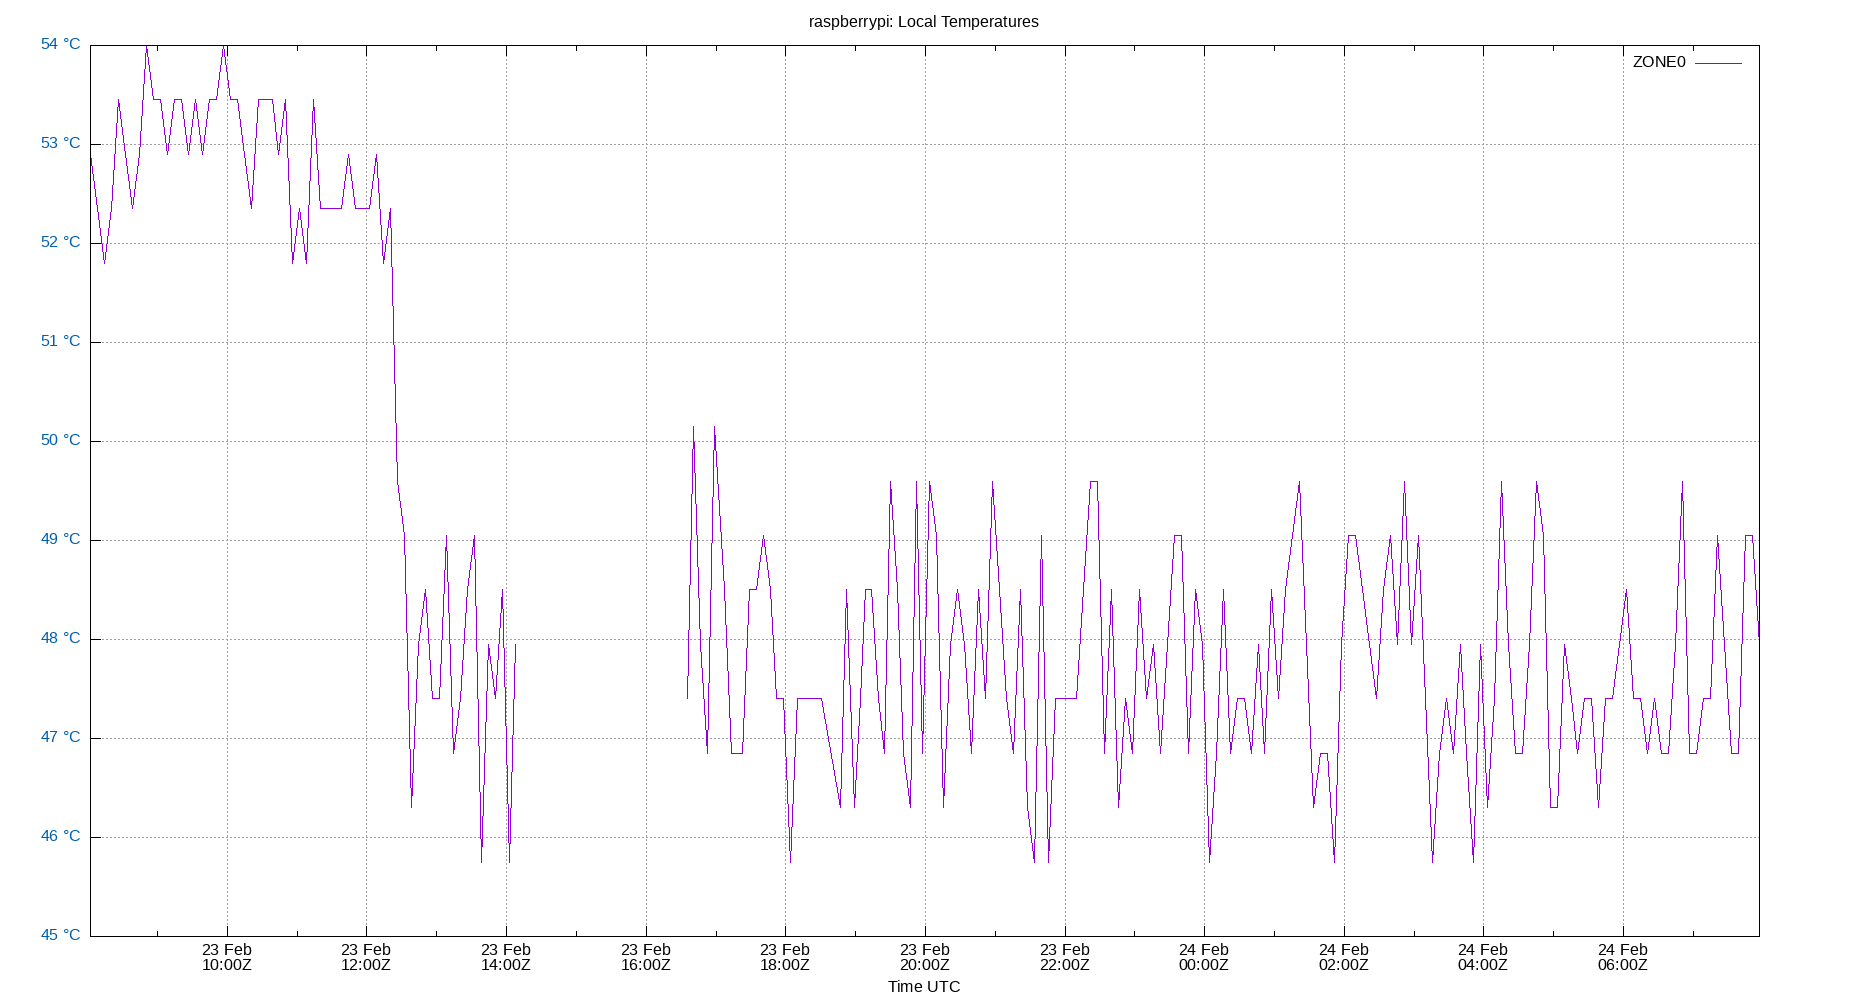 raspberrypi: Local Temperatures
ZONE0
54 °C
53 °C
52 °C
51 °C
50 °C
49 °C
48 °C
47 °C
46 °C
45 °C
23 Feb 23 Feb 23 Feb 23 Feb 23 Feb 23 Feb 23 Feb 24 Feb 24 Feb 24 Feb 24 Feb
10:00Z 12:00Z 14:00Z 16:00Z 18:00Z 20:00Z 22:00Z 00:00Z 02:00Z 04:00Z 06:00Z
Time UTC